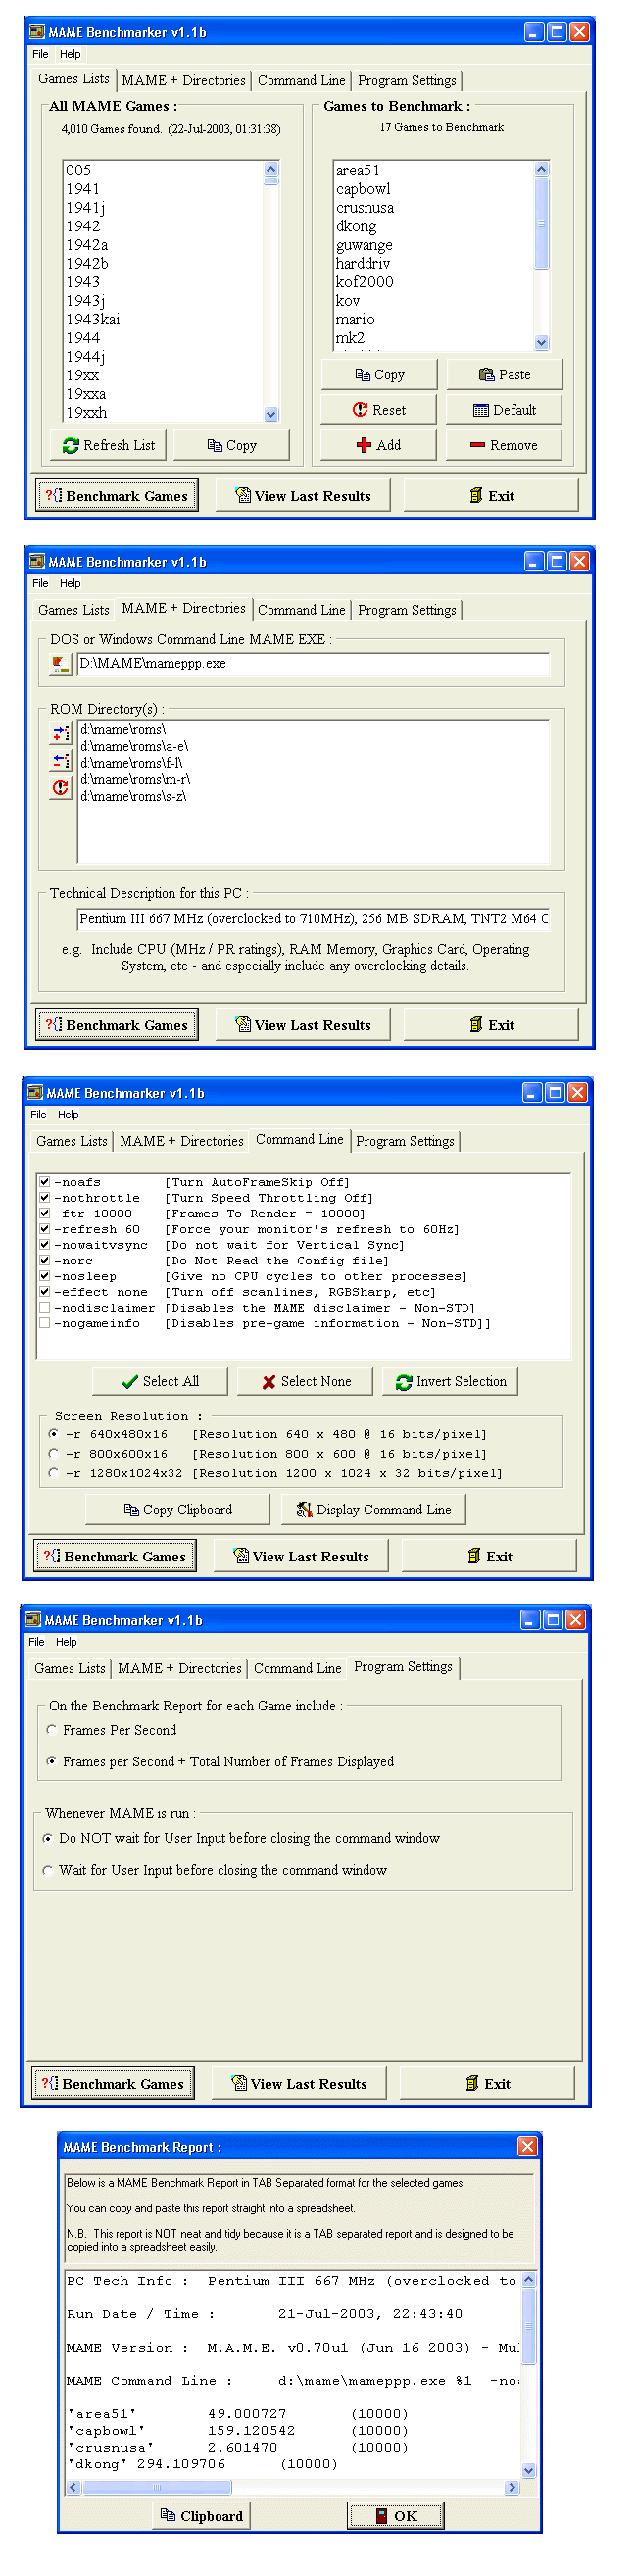 MAME Benchmarker v1.1b
File Help
Games Lists MAME + Directories Command Line Program Settings
All MAME Games :
4,010 Games found. (22-Jul-2003, 01:31:38)
005
1941
1941j
1942
1942a
1942b
1943
1943j
1943kai
1944
1944j
19xx
19xxa
19xxh
Refresh List Copy
Games to Benchmark :
17 Games to Benchmark
area51
capbowl
crusnusa
dkong
guwange
harddriv
kof2000
kov
mario
mk2
Copy Paste
Reset Default
Add Remove
Benchmark Games View Last Results Exit
MAME Benchmarker v1.1b
File Help
Games Lists MAME + Directories Command Line Program Settings
DOS or Windows Command Line MAME EXE :
D:\MAME\mameppp.exe
ROM Directory(s) :
d:\mame\roms\
d:\mame\roms\a-e\
d:\mame\roms\f-l\
d:\mame\roms\m-r\
d:\mame\roms\s-z\
Technical Description for this PC :
Pentium III 667 MHz (overclocked to 710MHz), 256 MB SDRAM, TNT2 M64
e.g. Include CPU (MHz / PR ratings), RAM Memory, Graphics Card, Operating
System, etc - and especially include any overclocking details.
Benchmark Games View Last Results Exit
MAME Benchmarker v1.1b
File Help
Games Lists MAME + Directories Command Line Program Settings
-noafs [Turn AutoFrameSkip Off]
-nothrottle [Turn Speed Throttling Off]
-ftr 10000 [Frames To Render = 10000]
-refresh 60 [Force your monitor's refresh to 60Hz]
-nowaitvsync [Do not wait for Vertical Sync]
-norc [Do Not Read the Config file]
-nosleep [Give no CPU cycles to other processes]
-effect none [Turn off scanlines, RGBSharp, etc]
-nodisclaimer [Disables the MAME disclaimer - Non-STD]
-nogameinfo [Disables pre-game information - Non-STD]]
Select All Select None Invert Selection
Screen Resolution :
-r 640x480x16 [Resolution 640 x 480 @ 16 bits/pixel]
-r 800x600x16 [Resolution 800 x 600 @ 16 bits/pixel]
-r 1280x1024x32 [Resolution 1200 x 1024 x 32 bits/pixel]
Copy Clipboard Display Command Line
Benchmark Games View Last Results Exit
MAME Benchmarker v1.1b
File Help
Games Lists MAME + Directories Command Line Program Settings
On the Benchmark Report for each Game include :
Frames Per Second
Frames per Second + Total Number of Frames Displayed
Whenever MAME is run :
Do NOT wait for User Input before closing the command window
Wait for User Input before closing the command window
Benchmark Games View Last Results Exit
MAME Benchmark Report :
Below is a MAME Benchmark Report in TAB Separated format for the selected games.
You can copy and paste this report straight into a spreadsheet.
N.B. This report is NOT neat and tidy because it is a TAB separated report and is designed to be
copied into a spreadsheet easily.
PC Tech Info : Pentium III 667 MHz (overclocked to
Run Date / Time : 21-Jul-2003, 22:43:40
MAME Version : M.A.M.E. v0.70u1 (Jun 16 2003) - Mul
MAME Command Line : d:\mame\mameppp.exe %1 -noa
'area51' 49.000727 (10000)
'capbowl' 159.120542 (10000)
'crusnusa' 2.601470 (10000)
'dkong' 294.109706 (10000)
Clipboard OK